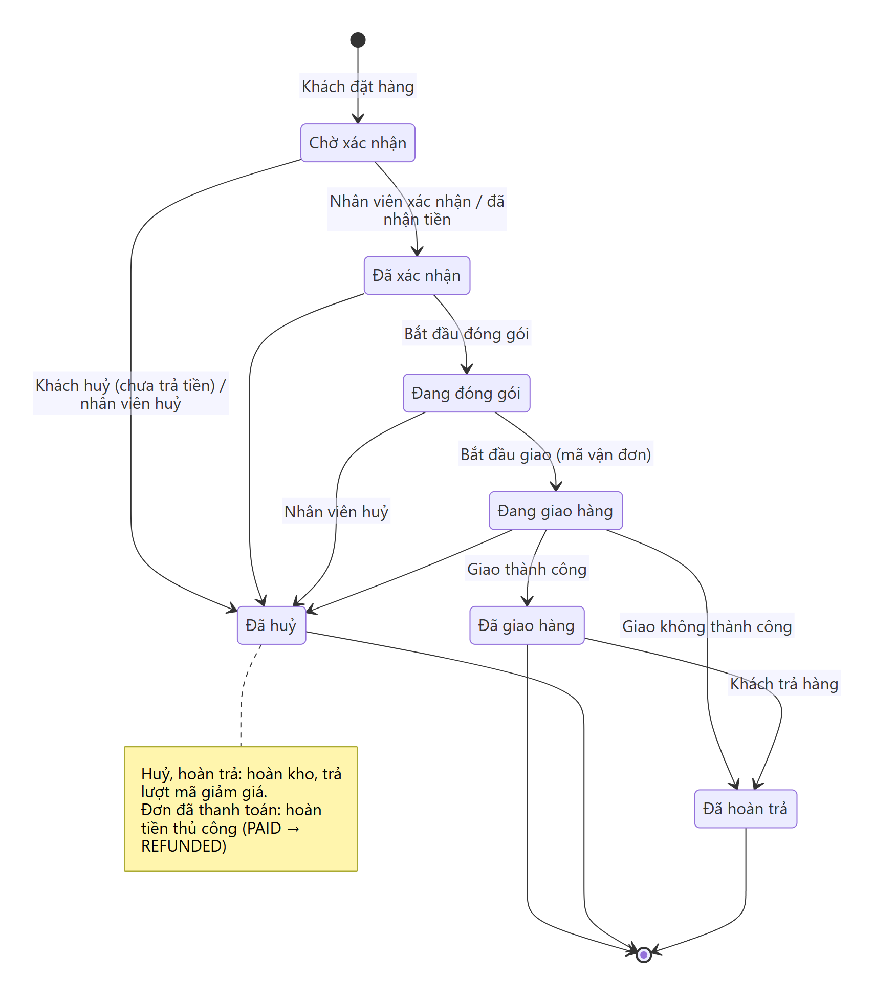 Khách đặt hàng
Chờ xác nhận
Nhân viên xác nhận / đã
nhận tiền
Đã xác nhận
Bắt đầu đóng gói
Khách huỷ (chưa trả tiền) /
nhân viên huỷ
Đang đóng gói
Bắt đầu giao (mã vận đơn)
Nhân viên huỷ
Đang giao hàng
Giao thành công
Đã huỷ
Đã giao hàng
Giao không thành công
Khách trả hàng
Huỷ, hoàn trả: hoàn kho, trả
lượt mã giảm giá.
Đơn đã thanh toán: hoàn
tiền thủ công (PAID →
REFUNDED)
Đã hoàn trả